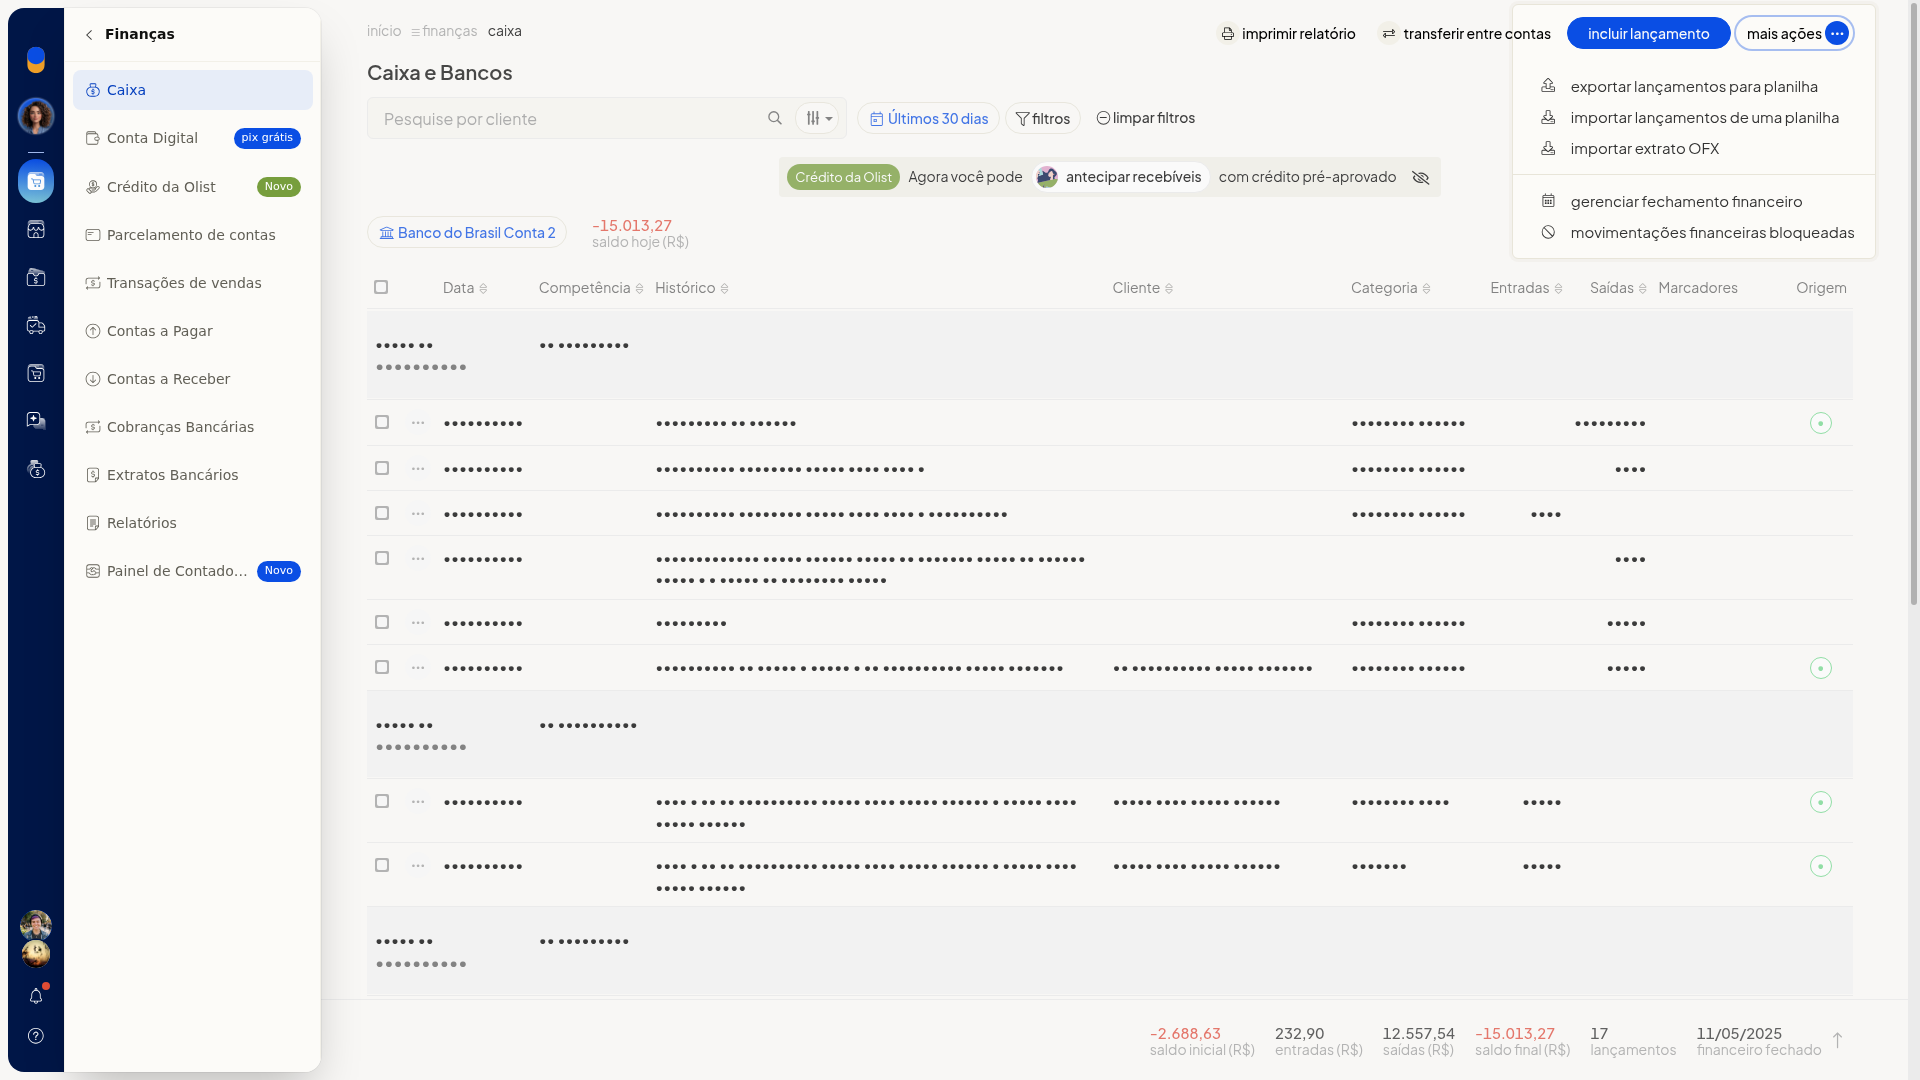 Finanças
Caixa
Conta Digital
pix grátis
Crédito da Olist
Novo
Parcelamento de contas
Transações de vendas
Contas a Pagar
Contas a Receber
Cobranças Bancárias
Extratos Bancários
Relatórios
Painel de Contado...
Novo
início finanças caixa
imprimir relatório
transferir entre contas
incluir lançamento
mais ações
Caixa e Bancos
Pesquise por cliente
Últimos 30 dias
filtros
limpar filtros
exportar lançamentos para planilha
importar lançamentos de uma planilha
importar extrato OFX
gerenciar fechamento financeiro
movimentações financeiras bloqueadas
Crédito da Olist Agora você pode antecipar recebíveis com crédito pré-aprovado
Banco do Brasil Conta 2
-15.013,27
saldo hoje (R$)
Data Competência Histórico Cliente Categoria Entradas Saídas Marcadores Origem
-2.688,63
saldo inicial (R$)
232,90
entradas (R$)
12.557,54
saídas (R$)
-15.013,27
saldo final (R$)
17
lançamentos
11/05/2025
financeiro fechado